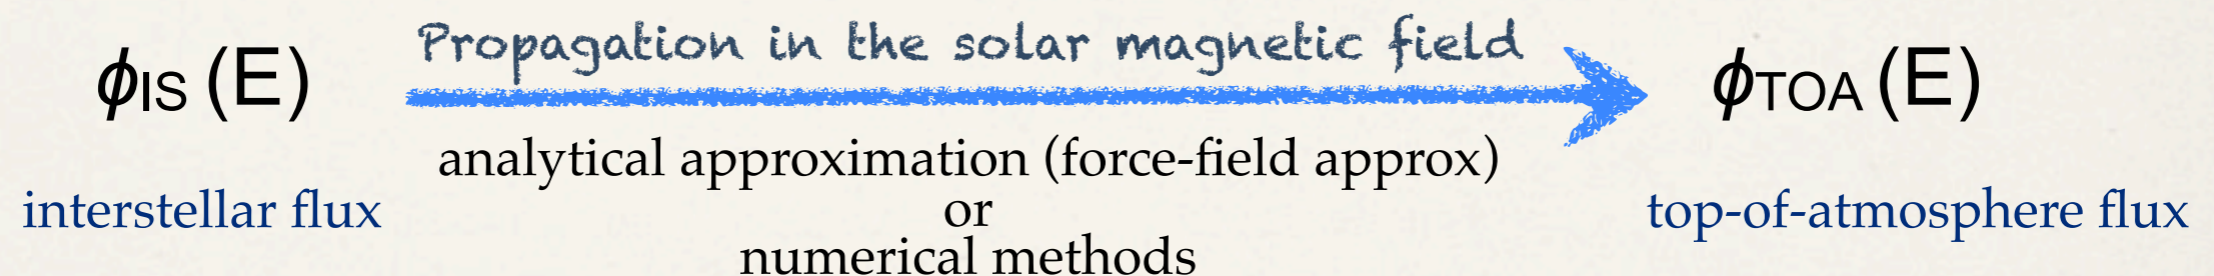 Propagation in the solar magnetic field
ϕIS (E)
ϕTOA (E)
analytical approximation (force-field approx)
interstellar flux
or
top-of-atmosphere flux
numerical methods